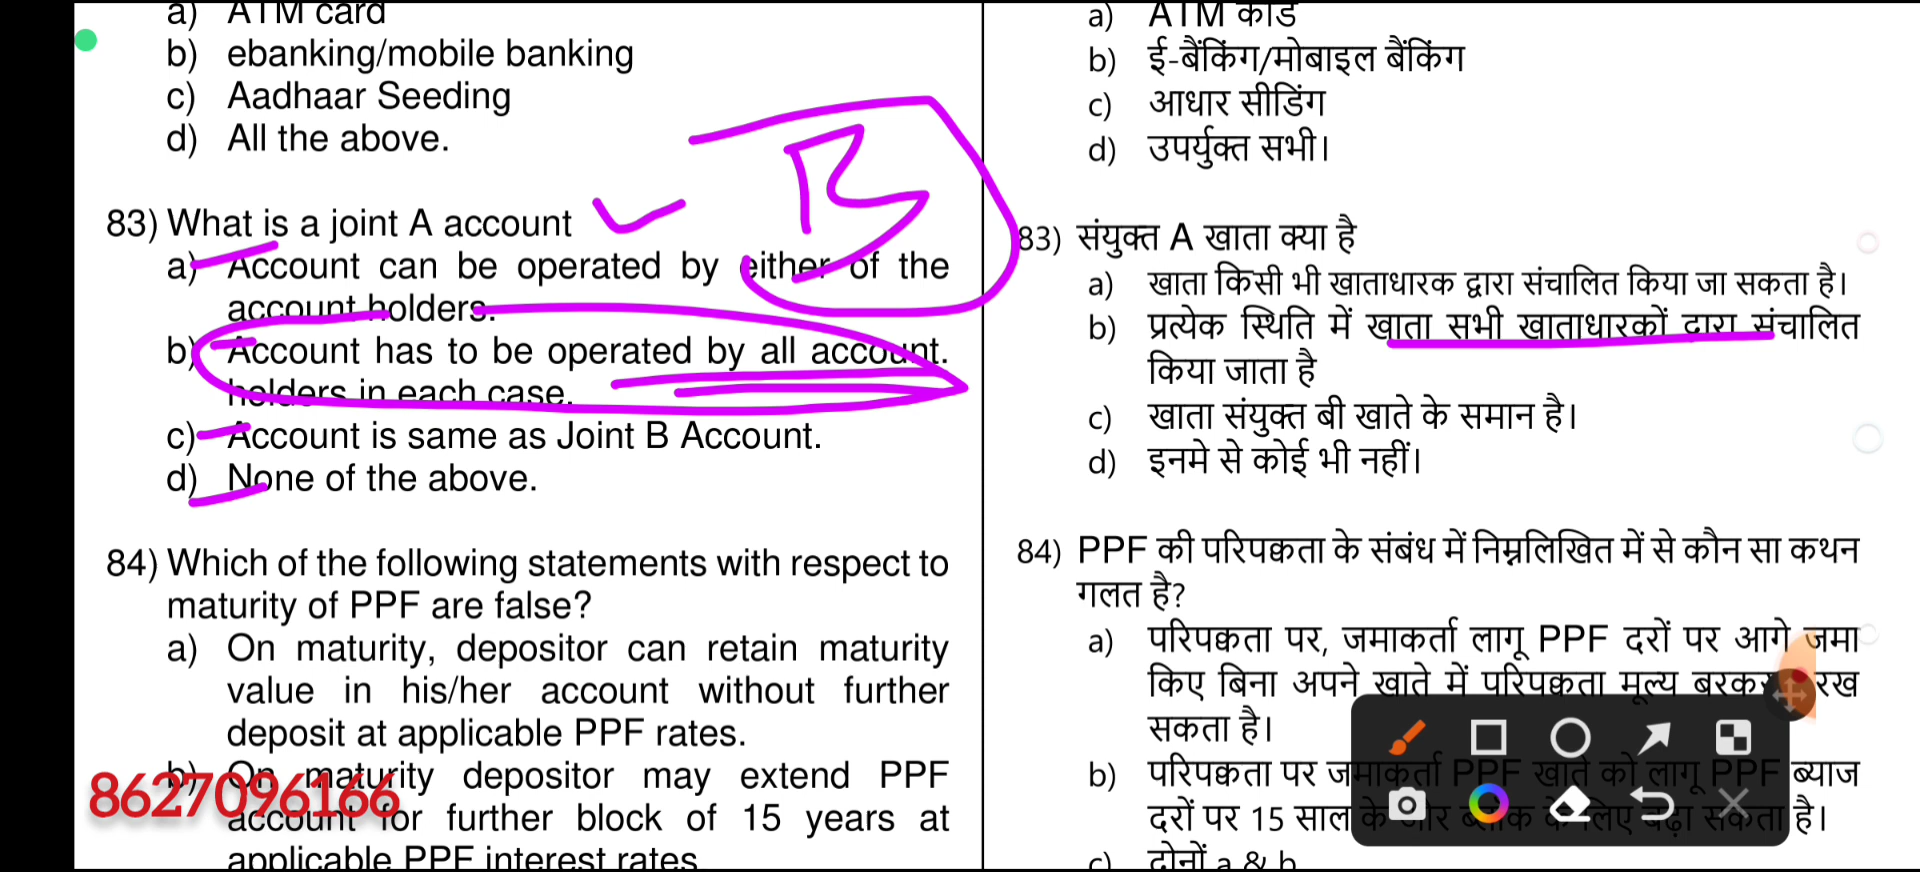 a) ATM card
b) ebanking/mobile banking
c) Aadhaar Seeding
d) All the above.
83) What is a joint A account
a) Account can be operated by either of the
account holders.
b) Account has to be operated by all account.
holders in each case.
c) Account is same as Joint B Account.
d) None of the above.
84) Which of the following statements with respect to
maturity of PPF are false?
a) On maturity, depositor can retain maturity
value in his/her account without further
deposit at applicable PPF rates.
b) On maturity depositor may extend PPF
account for further block of 15 years at
applicable PPF interest rates
8627096166
B
a) ATM कार्ड
b) ई-बैंकिंग/मोबाइल बैंकिंग
c) आधार सीडिंग
d) उपर्युक्त सभी।
83) संयुक्त A खाता क्या है
a) खाता किसी भी खाताधारक द्वारा संचालित किया जा सकता है।
b) प्रत्येक स्थिति में खाता सभी खाताधारकों द्वारा संचालित
किया जाता है
c) खाता संयुक्त बी खाते के समान है।
d) इनमे से कोई भी नहीं।
84) PPF की परिपक्वता के संबंध में निम्नलिखित में से कौन सा कथन
गलत है?
a) परिपक्वता पर, जमाकर्ता लागू PPF दरों पर आगे जमा
किए बिना अपने खाते में परिपक्वता मूल्य रख
सकता है।
b) परिपक्वता पर जमाकर्ता PPF खाते को लागू PPF ब्याज
दरों पर 15 साल के और ब्लॉक के लिए बढ़ा सकता है।
c) दोनों a & b